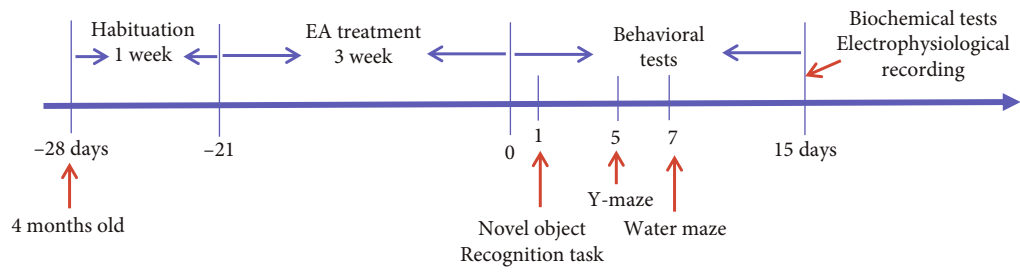 Habituation
1 week
EA treatment
3 week
Behavioral
tests
Biochemical tests
Electrophysiological
recording
–28 days
–21
0
1
5
7
15 days
4 months old
Novel object
Recognition task
Y-maze
Water maze